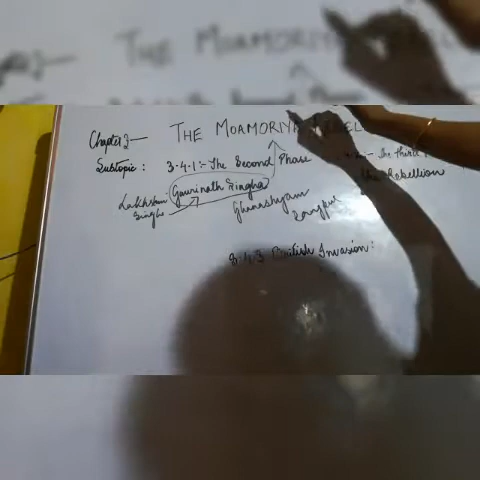 Chapter 3 — THE MOAMORIYA REBEL
Subtopic: 3.4.1:- The Second Phase
The Third
the Rebellion
Lakshmi Singha Gaurinath Singha
Ghanashyam
Rangpur
3.4.3 British Invasion: